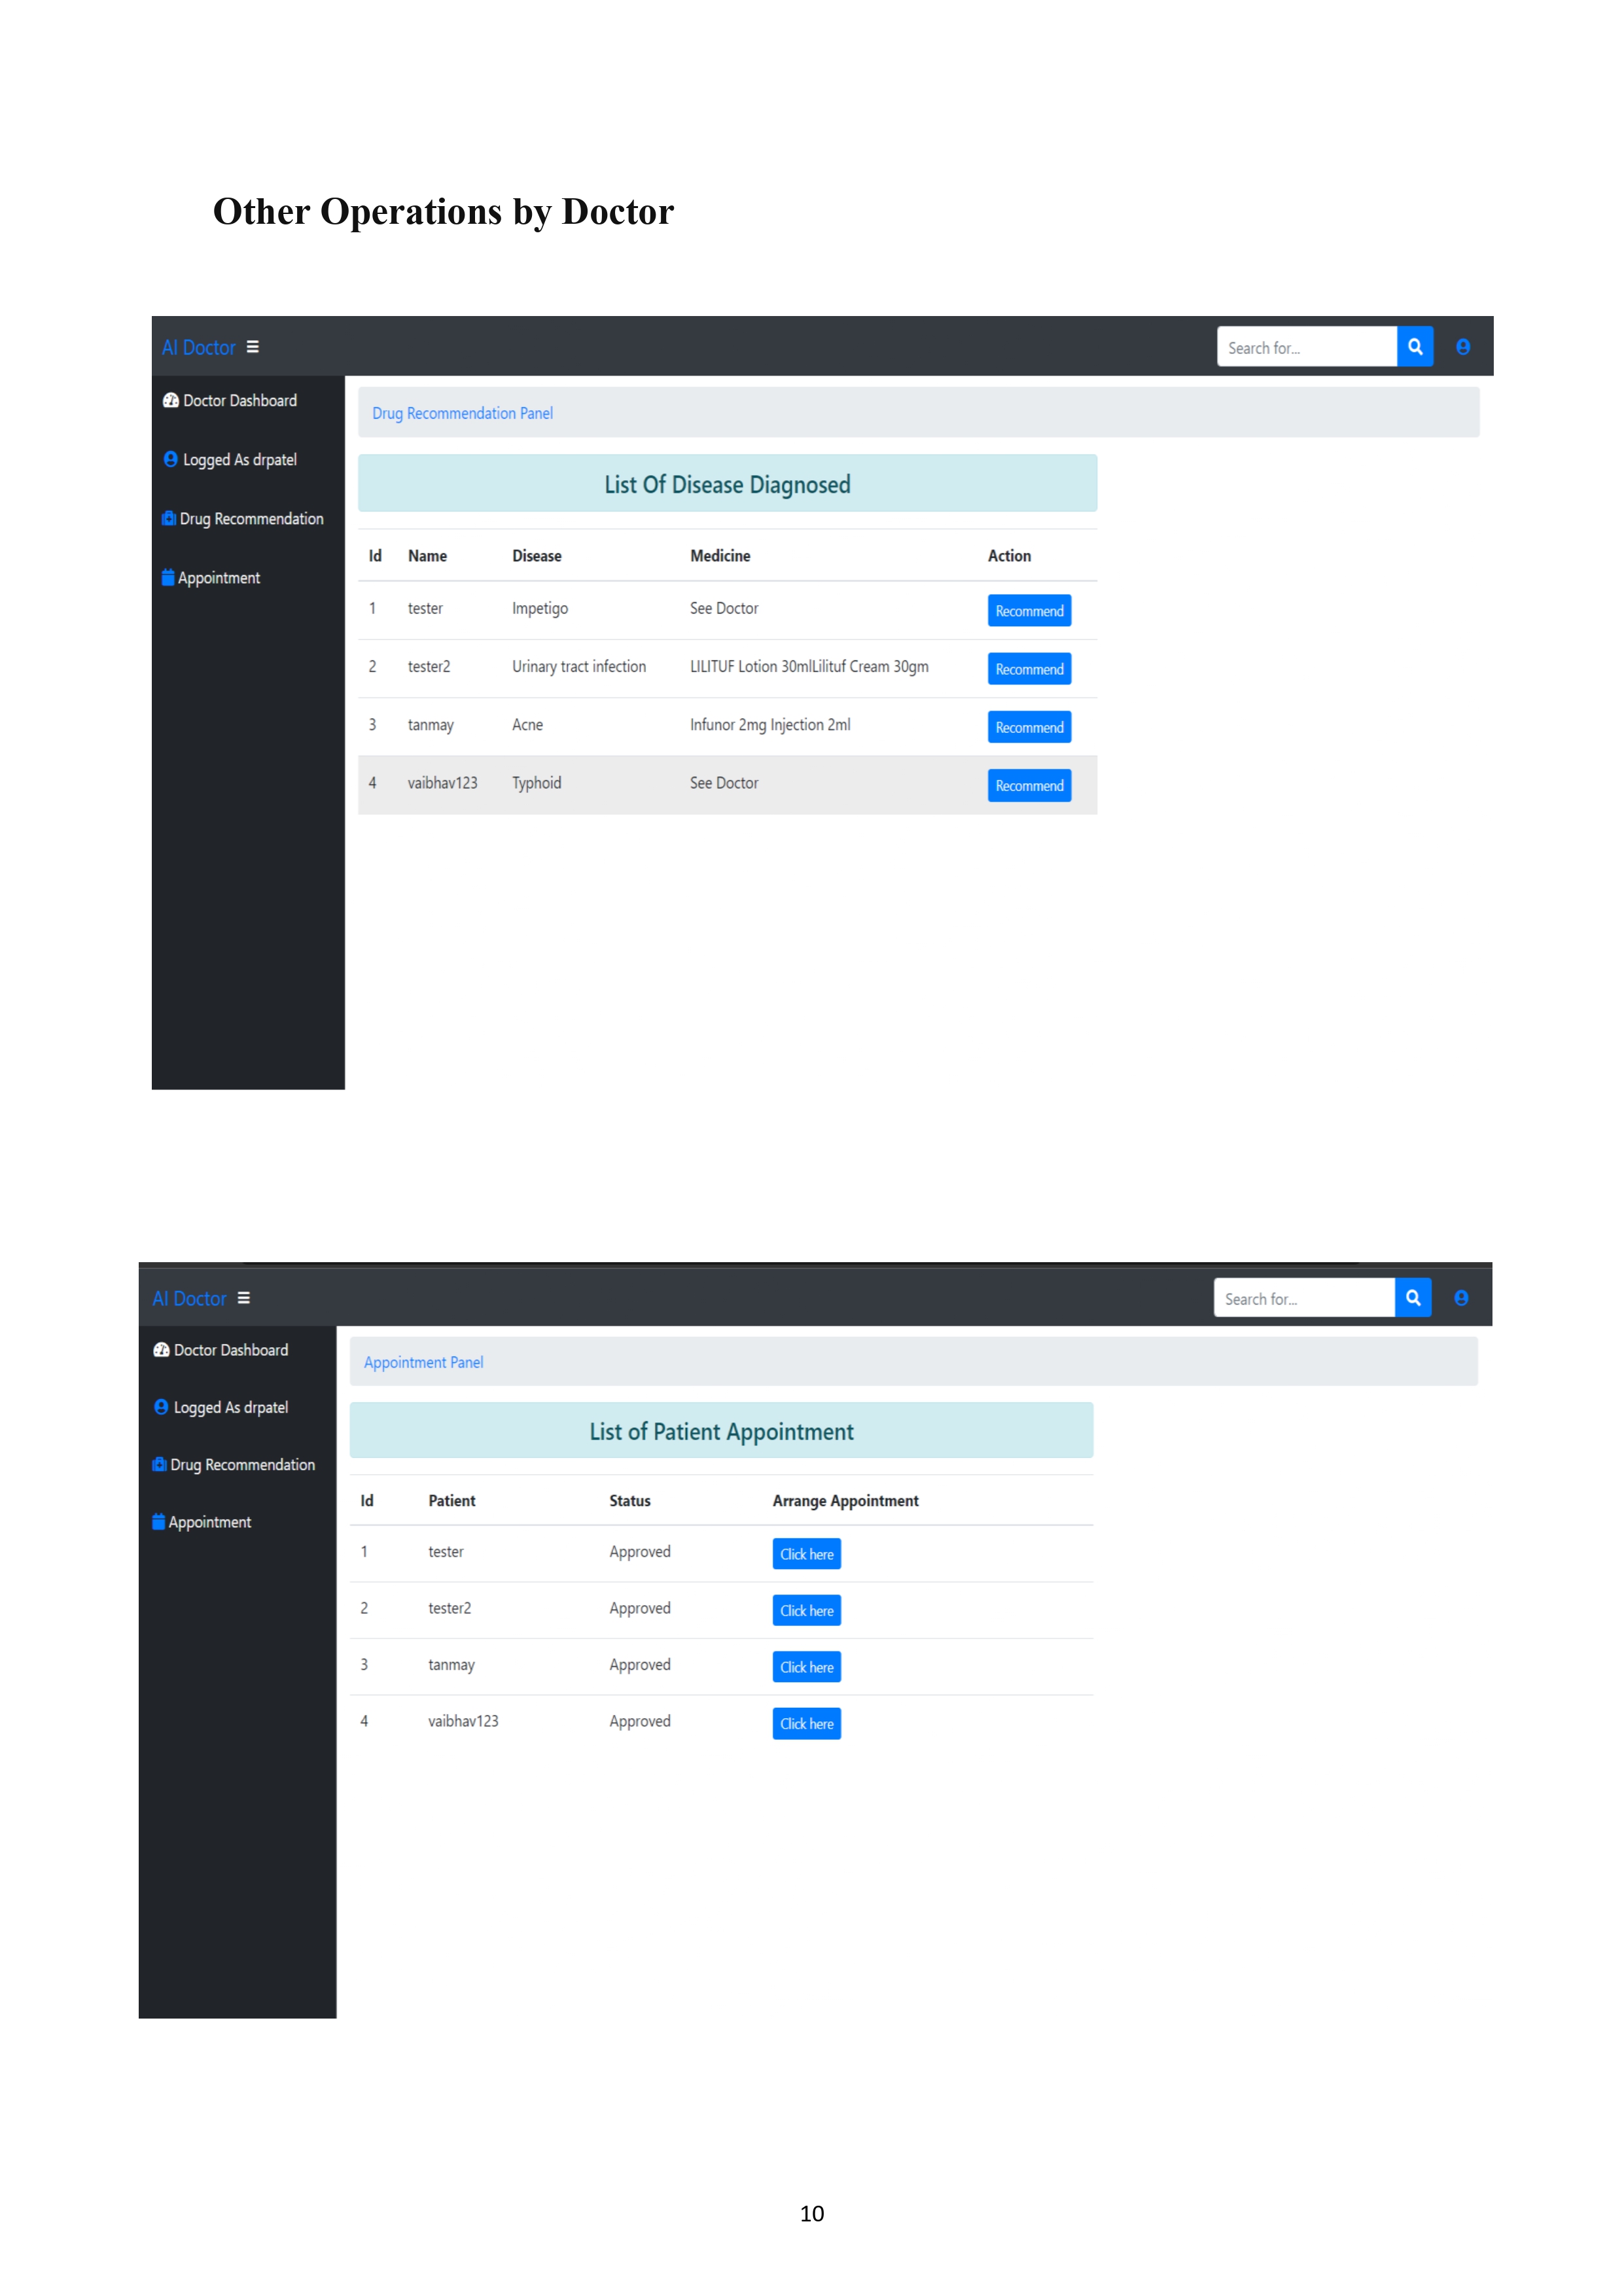 Other Operations by Doctor
AI Doctor
Search for...
Doctor Dashboard
Logged As drpatel
Drug Recommendation
Appointment
Drug Recommendation Panel
List Of Disease Diagnosed
Id Name Disease Medicine Action
1 tester Impetigo See Doctor Recommend
2 tester2 Urinary tract infection LILITUF Lotion 30mlLilituf Cream 30gm Recommend
3 tanmay Acne Infunor 2mg Injection 2ml Recommend
4 vaibhav123 Typhoid See Doctor Recommend
AI Doctor
Search for...
Doctor Dashboard
Logged As drpatel
Drug Recommendation
Appointment
Appointment Panel
List of Patient Appointment
Id Patient Status Arrange Appointment
1 tester Approved Click here
2 tester2 Approved Click here
3 tanmay Approved Click here
4 vaibhav123 Approved Click here
10